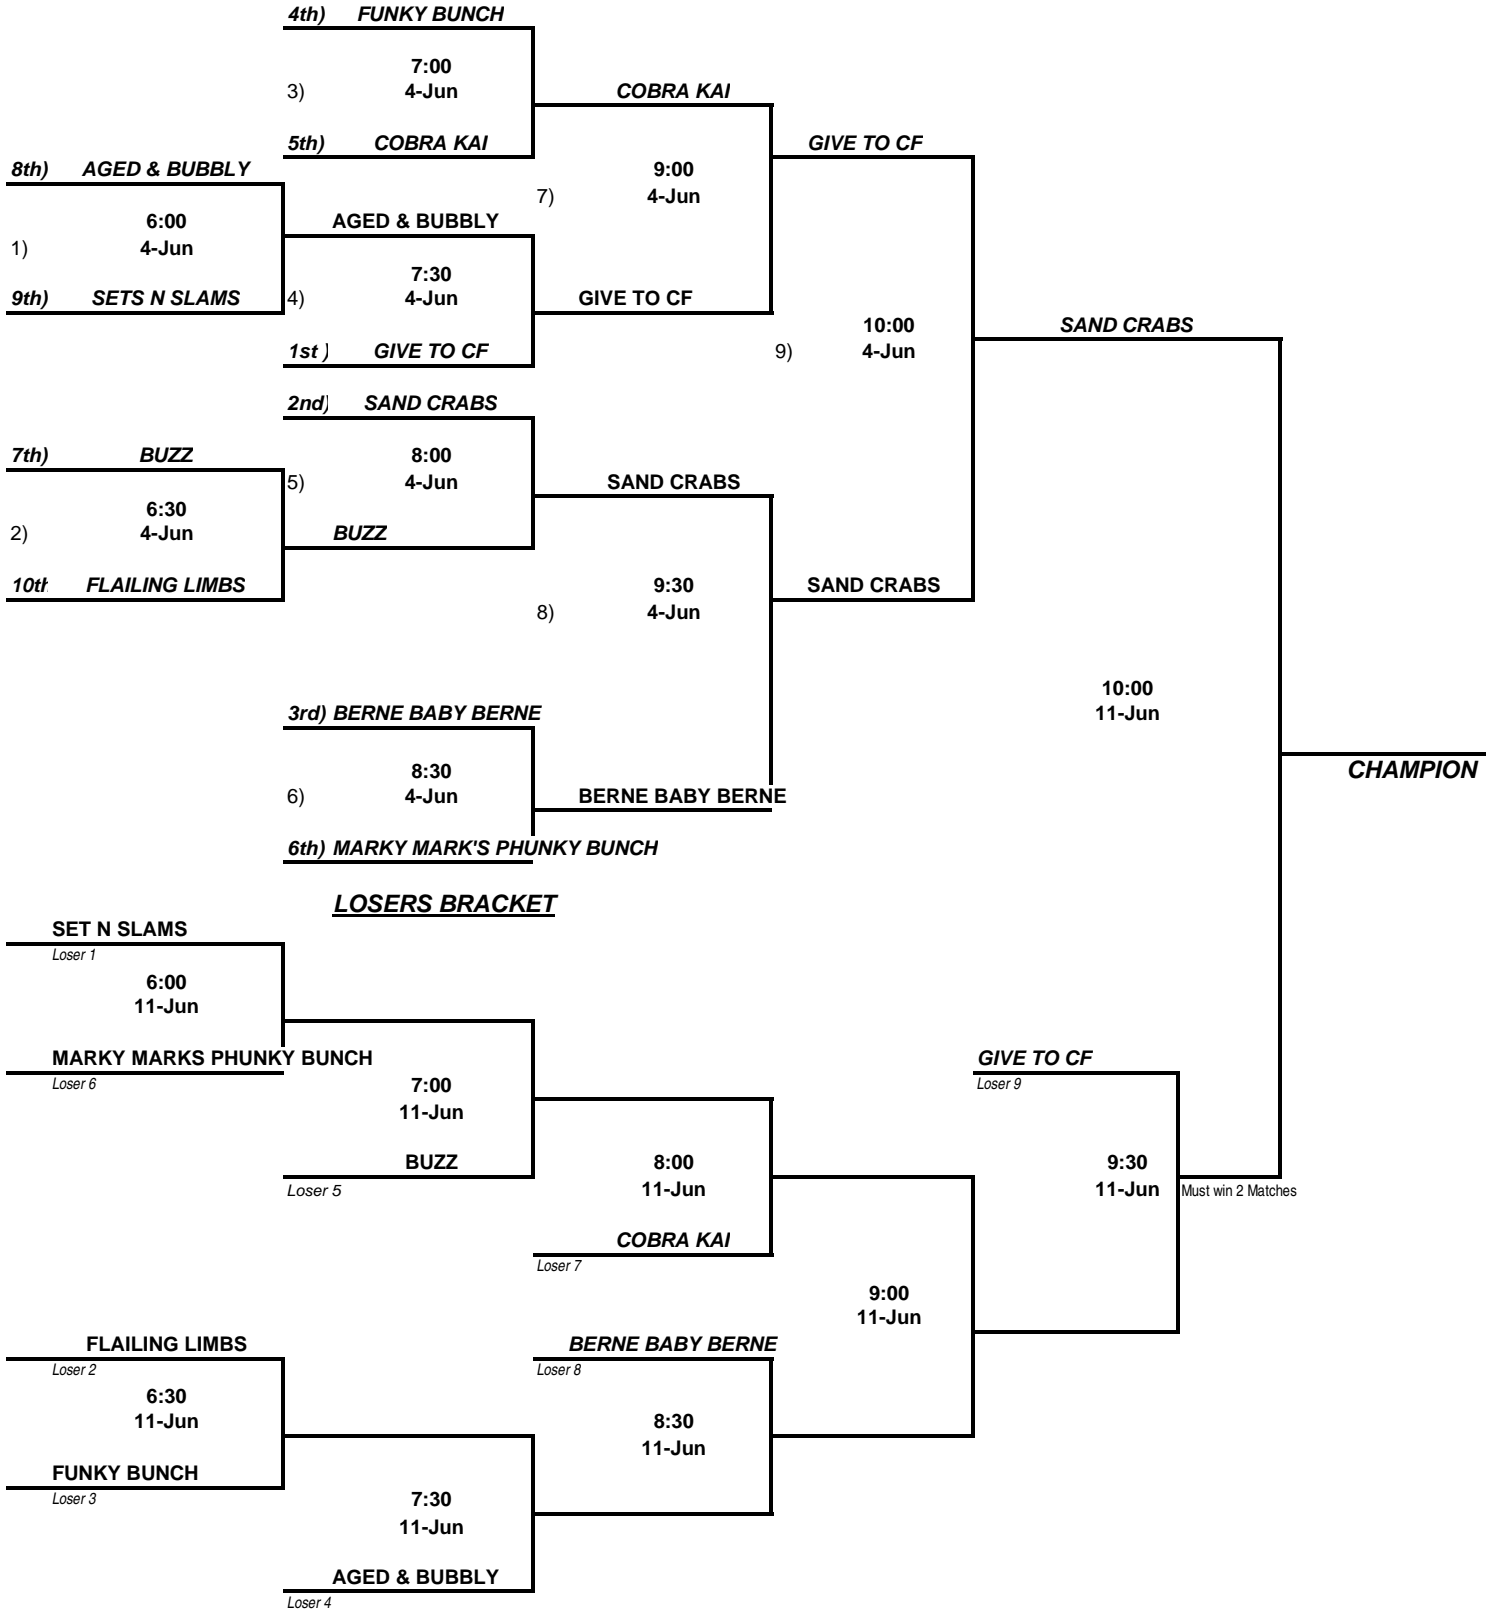 4th) FUNKY BUNCH
7:00
3) 4-Jun
COBRA KAI
5th) COBRA KAI
GIVE TO CF
8th) AGED & BUBBLY
9:00
7) 4-Jun
6:00
AGED & BUBBLY
1) 4-Jun
7:30
9th) SETS N SLAMS
4) 4-Jun
GIVE TO CF
10:00
SAND CRABS
1st ) GIVE TO CF
9) 4-Jun
2nd) SAND CRABS
7th) BUZZ
8:00
5) 4-Jun
SAND CRABS
6:30
2) 4-Jun
BUZZ
10th FLAILING LIMBS
9:30
SAND CRABS
8) 4-Jun
10:00
11-Jun
3rd) BERNE BABY BERNE
8:30
CHAMPION
6) 4-Jun
BERNE BABY BERNE
6th) MARKY MARK'S PHUNKY BUNCH
LOSERS BRACKET
SET N SLAMS
Loser 1
6:00
11-Jun
MARKY MARKS PHUNKY BUNCH
GIVE TO CF
Loser 6
7:00
Loser 9
11-Jun
BUZZ
8:00
9:30
Loser 5
11-Jun
11-Jun
Must win 2 Matches
COBRA KAI
Loser 7
9:00
11-Jun
FLAILING LIMBS
BERNE BABY BERNE
Loser 2
Loser 8
6:30
11-Jun
8:30
11-Jun
FUNKY BUNCH
Loser 3
7:30
11-Jun
AGED & BUBBLY
Loser 4